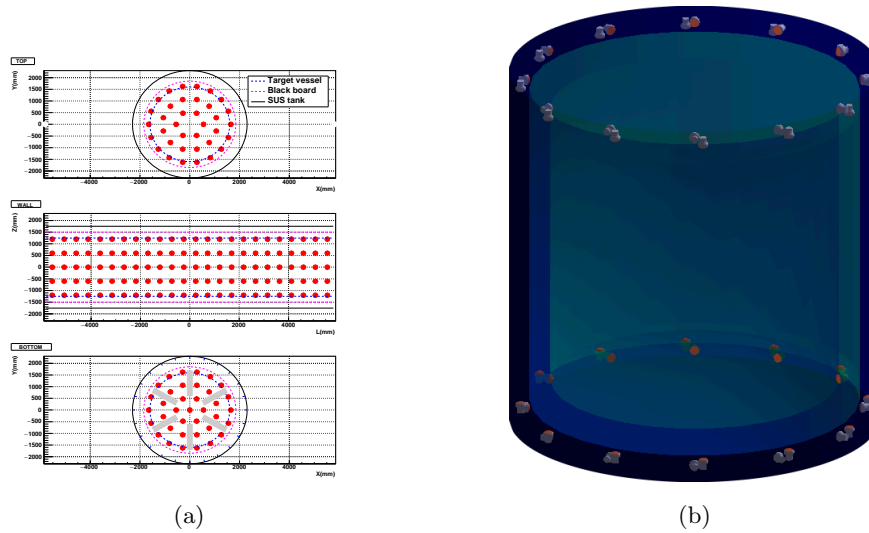 TOP
Y(mm)
2000
1500
1000
500
0
−500
−1000
−1500
−2000
Target vessel
Black board
SUS tank
−4000 −2000 0 2000 4000
X(mm)
WALL
Z(mm)
2000
1500
1000
500
0
−500
−1000
−1500
−2000
−4000 −2000 0 2000 4000
L(mm)
BOTTOM
Y(mm)
2000
1500
1000
500
0
−500
−1000
−1500
−2000
−4000 −2000 0 2000 4000
X(mm)
(a) (b)